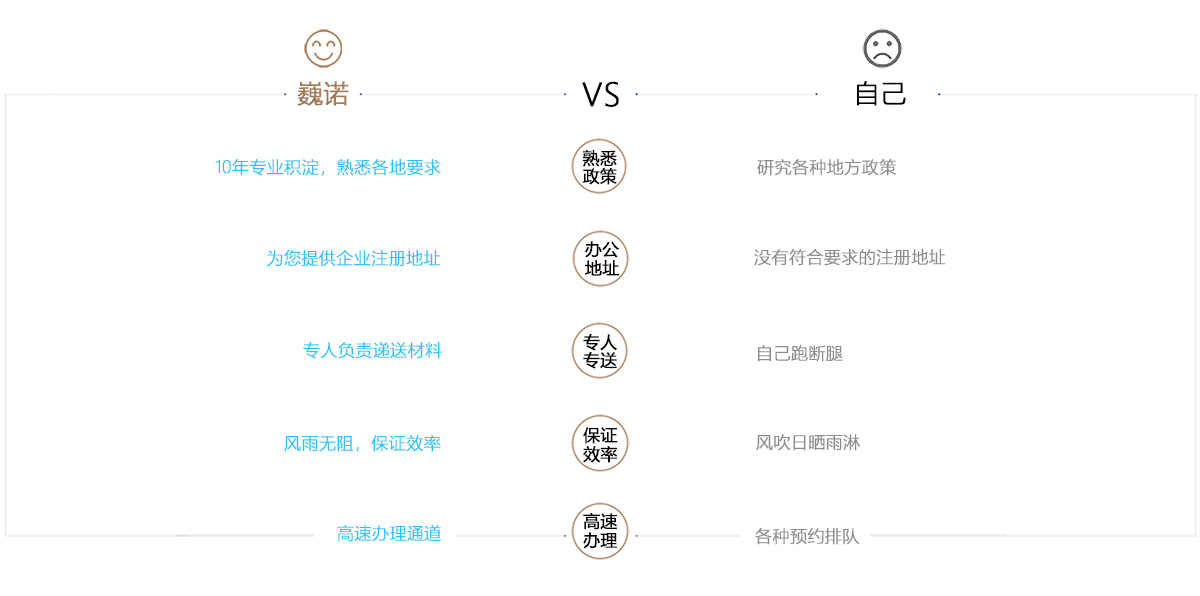 巍诺 VS 自己
10年专业积淀，熟悉各地要求
熟悉
政策
研究各种地方政策
为您提供企业注册地址
办公
地址
没有符合要求的注册地址
专人负责递送材料
专人
专送
自己跑断腿
风雨无阻，保证效率
保证
效率
风吹日晒雨淋
高速办理通道
高速
办理
各种预约排队